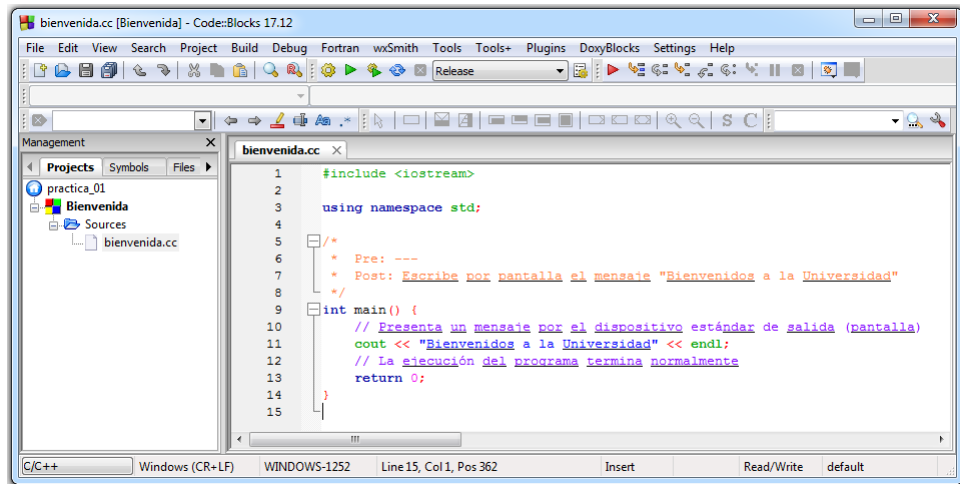 bienvenida.cc [Bienvenida] - Code::Blocks 17.12
File Edit View Search Project Build Debug Fortran wxSmith Tools Tools+ Plugins DoxyBlocks Settings Help
Release
S C
Management
bienvenida.cc
Projects Symbols Files
practica_01
Bienvenida
Sources
bienvenida.cc
1 #include <iostream>
2
3 using namespace std;
4
5 /*
6 * Pre: ---
7 * Post: Escribe por pantalla el mensaje "Bienvenidos a la Universidad"
8 */
9 int main() {
10 // Presenta un mensaje por el dispositivo estándar de salida (pantalla)
11 cout << "Bienvenidos a la Universidad" << endl;
12 // La ejecución del programa termina normalmente
13 return 0;
14 }
15
C/C++ Windows (CR+LF) WINDOWS-1252 Line 15, Col 1, Pos 362 Insert Read/Write default